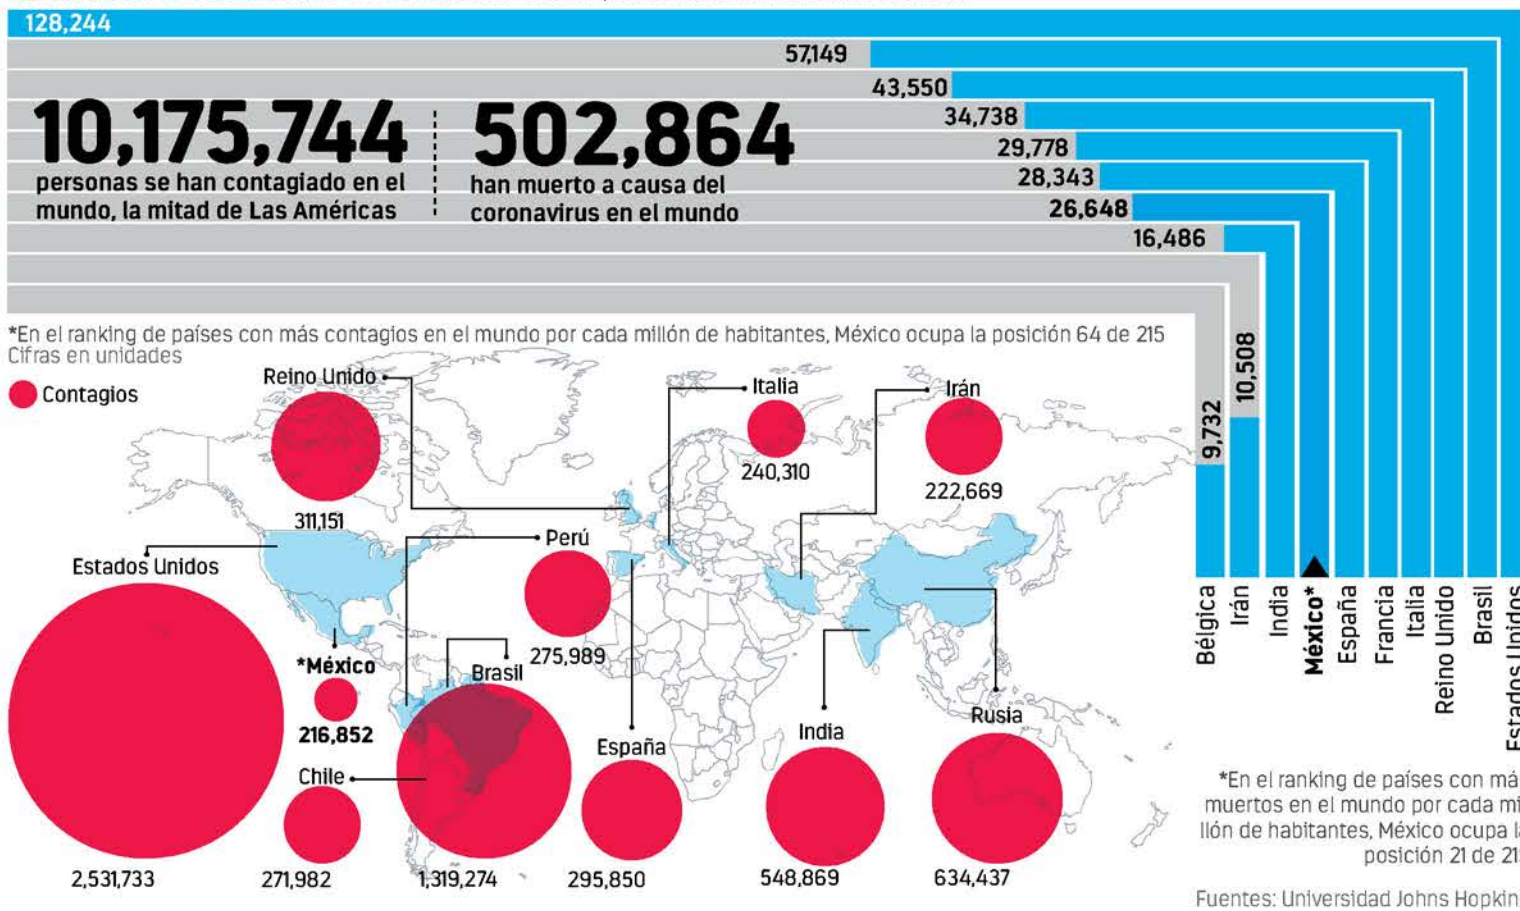 128,244
57,149
43,550
34,738
29,778
28,343
26,648
16,486
10,508
9,732
10,175,744
personas se han contagiado en el
mundo, la mitad de Las Américas
502,864
han muerto a causa del
coronavirus en el mundo
*En el ranking de países con más contagios en el mundo por cada millón de habitantes, México ocupa la posición 64 de 215
Cifras en unidades
Contagios
Reino Unido
311,151
Italia
240,310
Irán
222,669
Estados Unidos
2,531,733
Perú
275,989
*México
216,852
Brasil
1,319,274
Chile
271,982
España
295,850
India
548,869
Rusia
634,437
Bélgica
Irán
India
México*
España
Francia
Italia
Reino Unido
Brasil
Estados Unidos
*En el ranking de países con má
muertos en el mundo por cada mi
llón de habitantes, México ocupa l
posición 21 de 21
Fuentes: Universidad Johns Hopkin